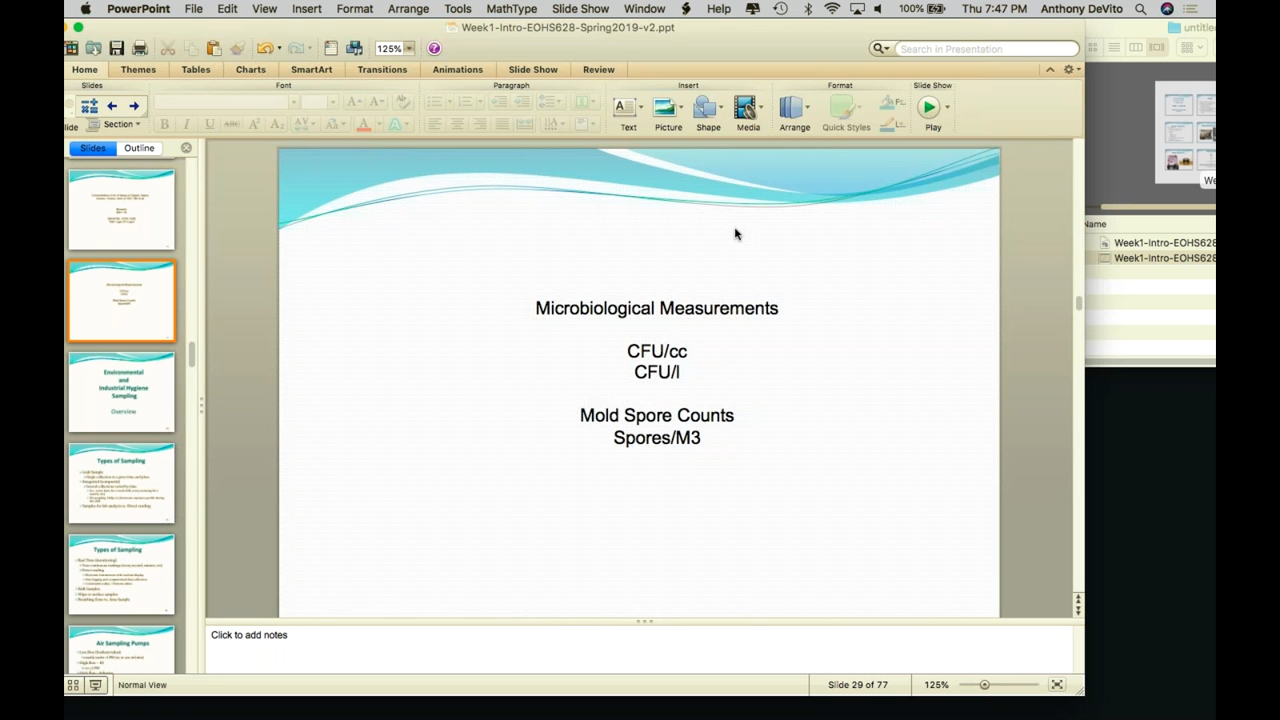 PowerPoint File Edit View Insert Format Arrange Tools MathType Slide Show Window Help 100% Thu 7:47 PM Anthony DeVito
Week1-Intro-EOHS628-Spring2019-v2.ppt
untitle
125% Search in Presentation
Home Themes Tables Charts SmartArt Transitions Animations Slide Show Review
Slides Font Paragraph Insert Format Slide Show
lide Section B I U ABC Text Picture Shape Media Arrange Quick Styles Play
Slides Outline
Microbiological Measurements
CFU/cc
CFU/l
Mold Spore Counts
Spores/M3
Environmental
and
Industrial Hygiene
Sampling
Overview
Types of Sampling
Types of Sampling
Air Sampling Pumps
We
Name
Week1-Intro-EOHS628
Week1-Intro-EOHS628
Click to add notes
Normal View Slide 29 of 77 125%